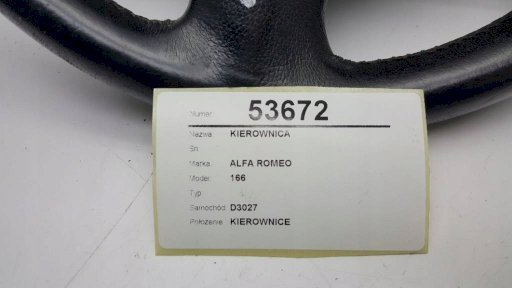 Numer: 53672
Nazwa: KIEROWNICA
Sn:
Marka: ALFA ROMEO
Model: 166
Typ:
Samochód: D3027
Położenie: KIEROWNICE